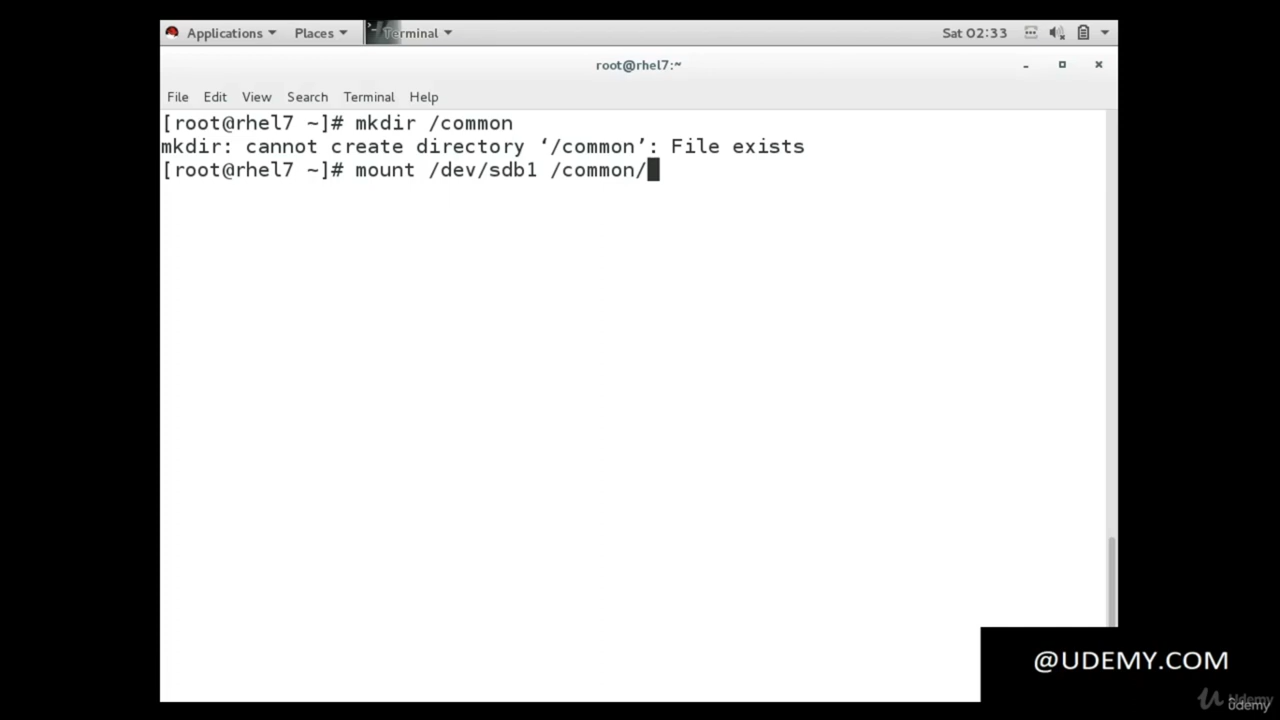 Applications Places Terminal Sat 02:33
root@rhel7:~
File Edit View Search Terminal Help
[root@rhel7 ~]# mkdir /common
mkdir: cannot create directory ‘/common’: File exists
[root@rhel7 ~]# mount /dev/sdb1 /common/
@UDEMY.COM
Udemy
ûdemy